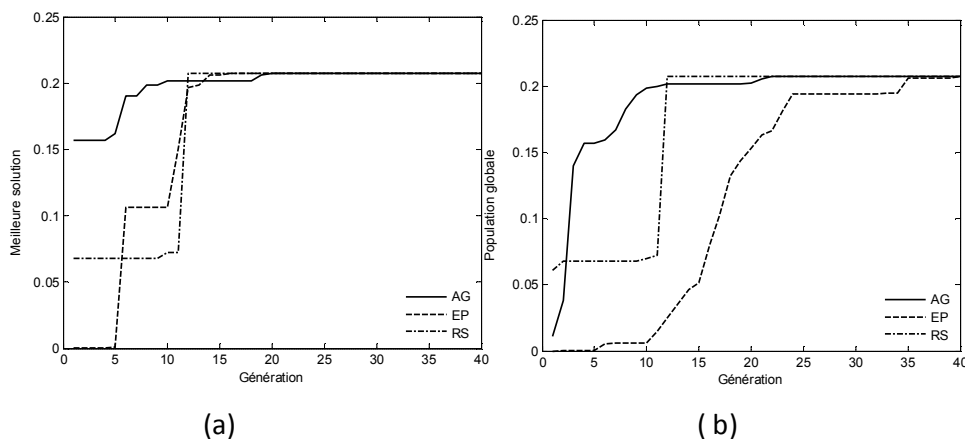 0.25
0.2
0.15
0.1
0.05
0
0 5 10 15 20 25 30 35 40
Meilleure solution
Génération
AG
EP
RS
(a)
0.25
0.2
0.15
0.1
0.05
0
0 5 10 15 20 25 30 35 40
Population globale
Génération
AG
EP
RS
( b)